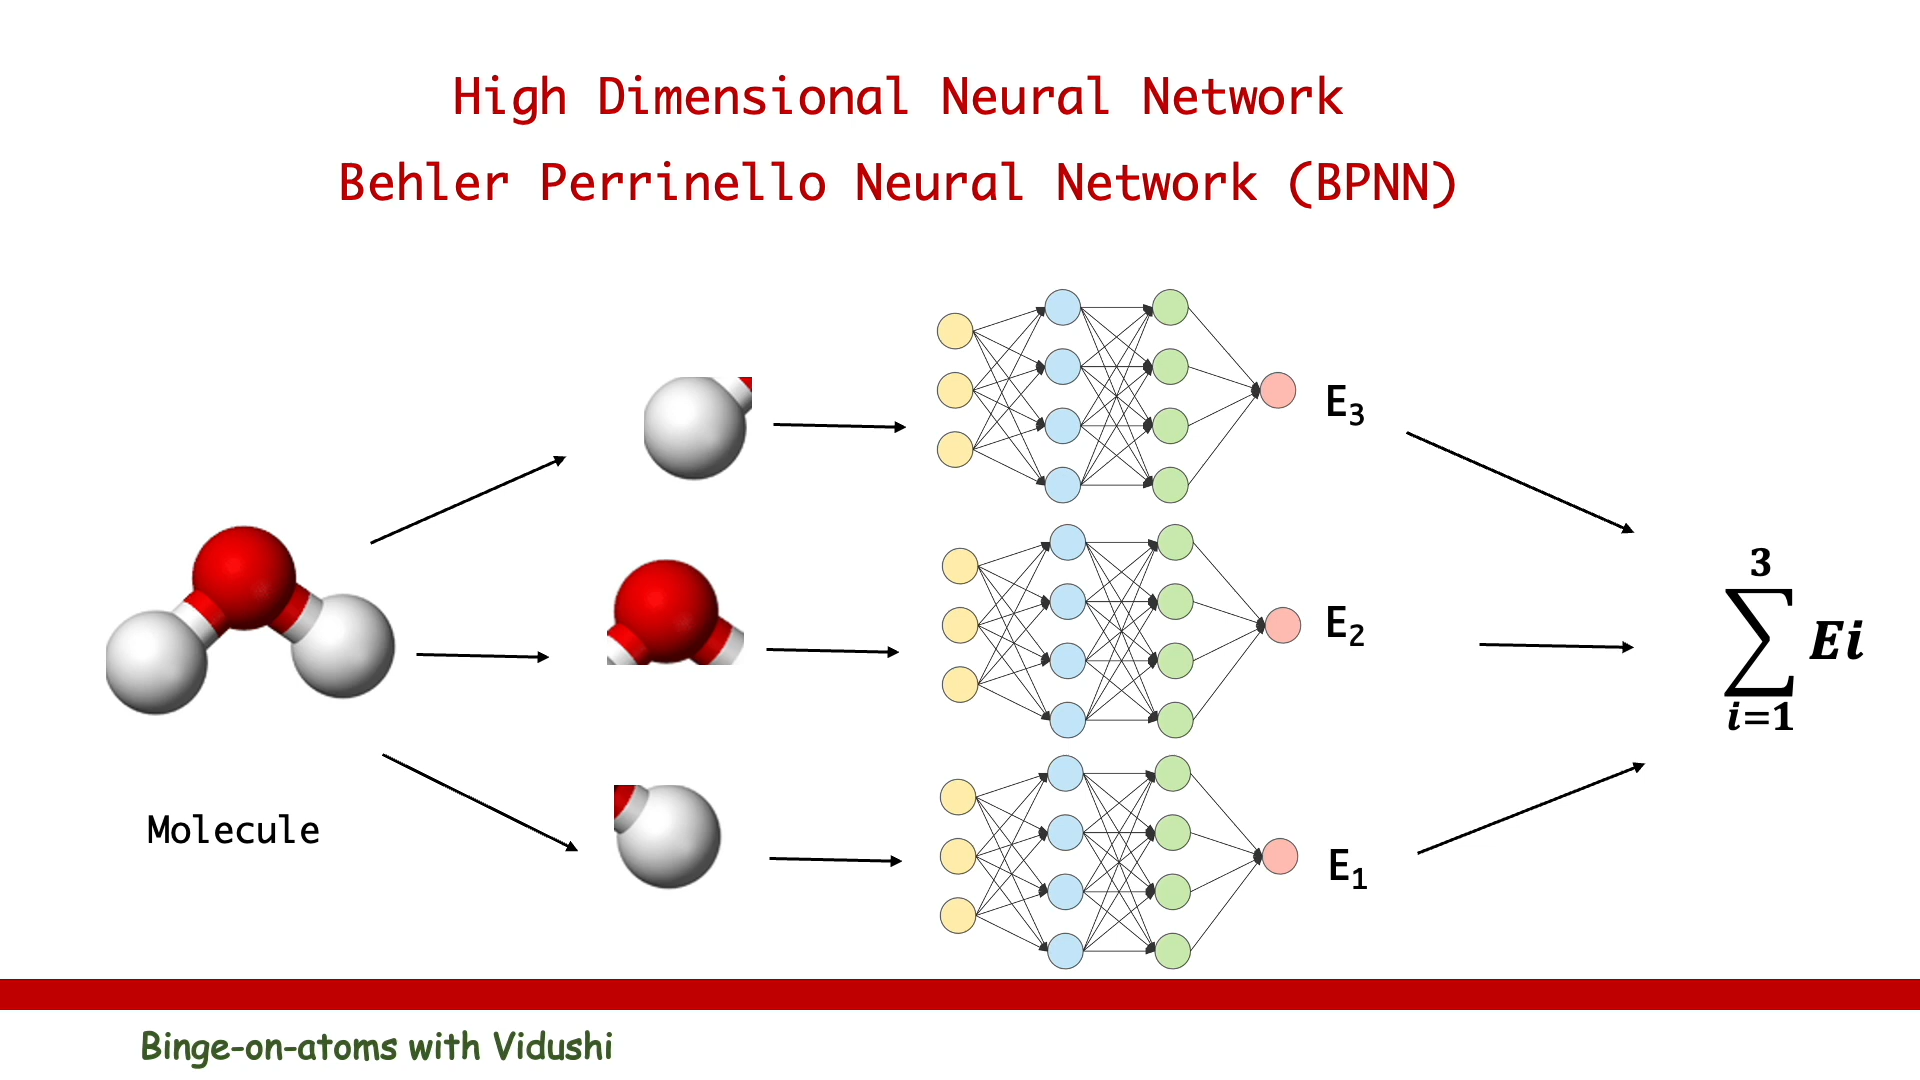 High Dimensional Neural Network
Behler Perrinello Neural Network (BPNN)
E3
E2
E1
3
∑ Ei
i=1
Molecule
Binge-on-atoms with Vidushi